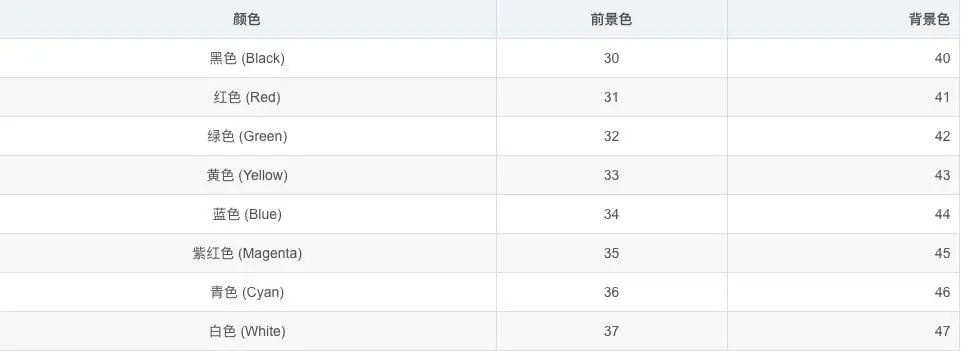 颜色 前景色 背景色
黑色 (Black) 30 40
红色 (Red) 31 41
绿色 (Green) 32 42
黄色 (Yellow) 33 43
蓝色 (Blue) 34 44
紫红色 (Magenta) 35 45
青色 (Cyan) 36 46
白色 (White) 37 47